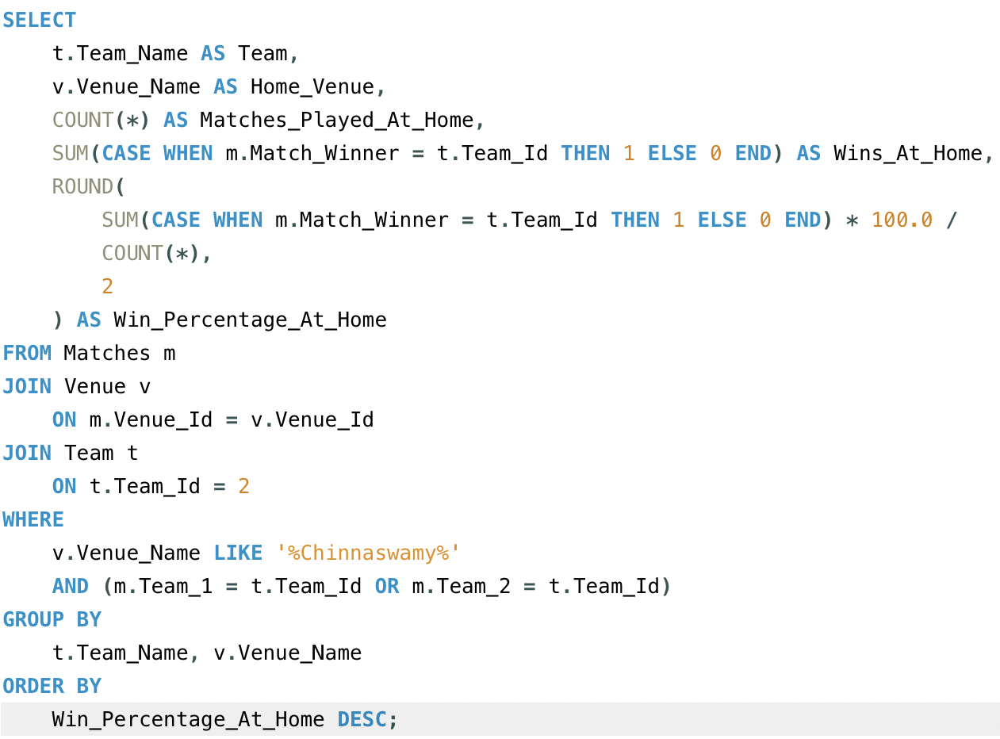 SELECT
    t.Team_Name AS Team,
    v.Venue_Name AS Home_Venue,
    COUNT(*) AS Matches_Played_At_Home,
    SUM(CASE WHEN m.Match_Winner = t.Team_Id THEN 1 ELSE 0 END) AS Wins_At_Home,
    ROUND(
        SUM(CASE WHEN m.Match_Winner = t.Team_Id THEN 1 ELSE 0 END) * 100.0 /
        COUNT(*),
        2
    ) AS Win_Percentage_At_Home
FROM Matches m
JOIN Venue v
    ON m.Venue_Id = v.Venue_Id
JOIN Team t
    ON t.Team_Id = 2
WHERE
    v.Venue_Name LIKE '%Chinnaswamy%'
    AND (m.Team_1 = t.Team_Id OR m.Team_2 = t.Team_Id)
GROUP BY
    t.Team_Name, v.Venue_Name
ORDER BY
    Win_Percentage_At_Home DESC;